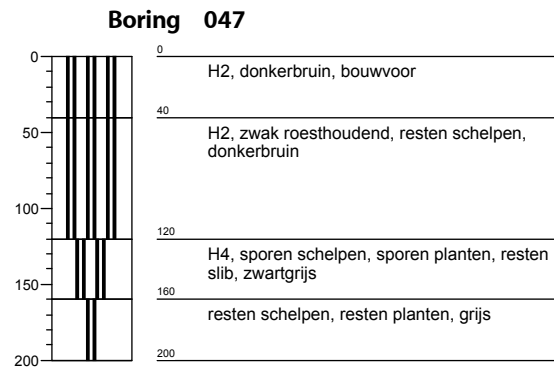 Boring 047
0
0
H2, donkerbruin, bouwvoor
40
50
H2, zwak roesthoudend, resten schelpen,
donkerbruin
100
120
H4, sporen schelpen, sporen planten, resten
slib, zwartgrijs
150
160
resten schelpen, resten planten, grijs
200
200